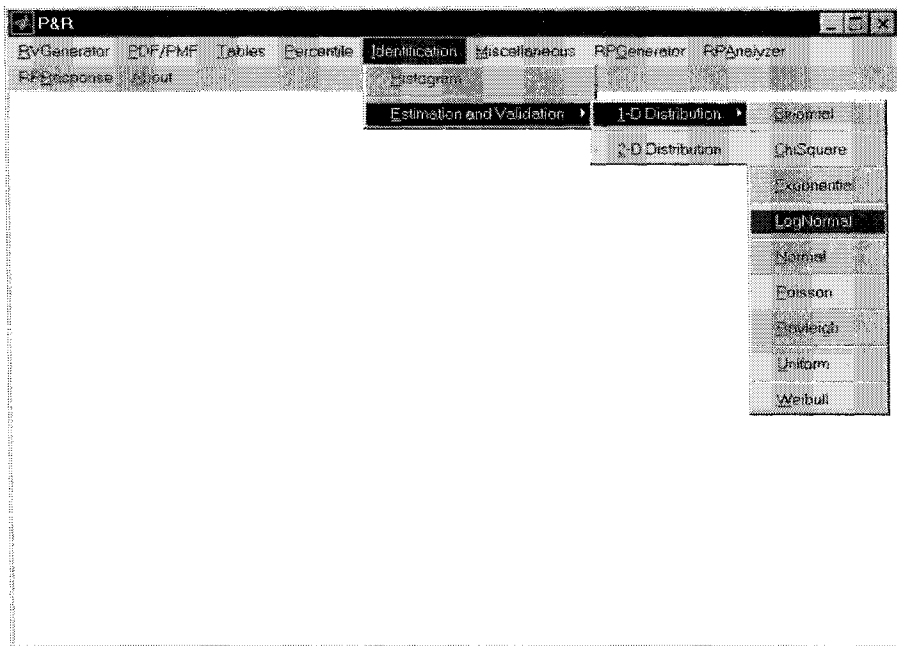 P&R
RVGenerator PDF/PMF Tables Percentile Identification Miscellaneous RPGenerator RPAnalyzer
RPResponse About
Histogram
Estimation and Validation
1-D Distribution
2-D Distribution
Binomial
ChiSquare
Exponential
LogNormal
Normal
Poisson
Rayleigh
Uniform
Weibull